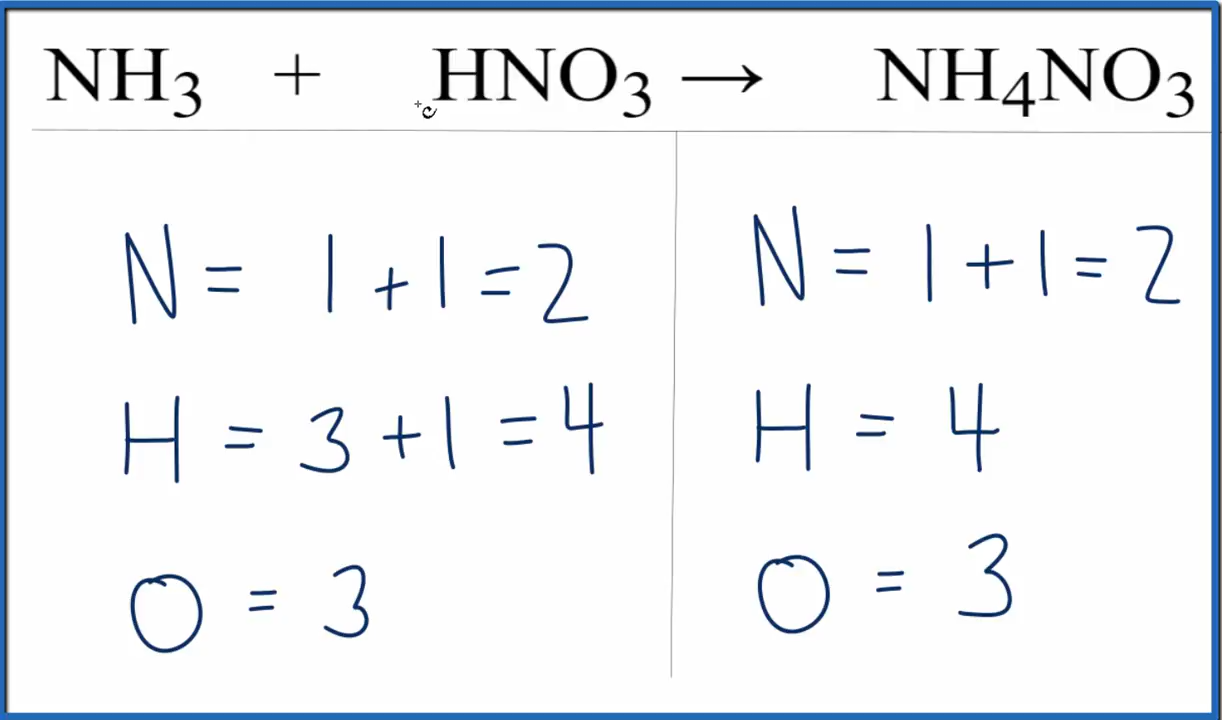 NH₃ + HNO₃ → NH₄NO₃
N = 1 + 1 = 2 N = 1 + 1 = 2
H = 3 + 1 = 4 H = 4
O = 3 O = 3